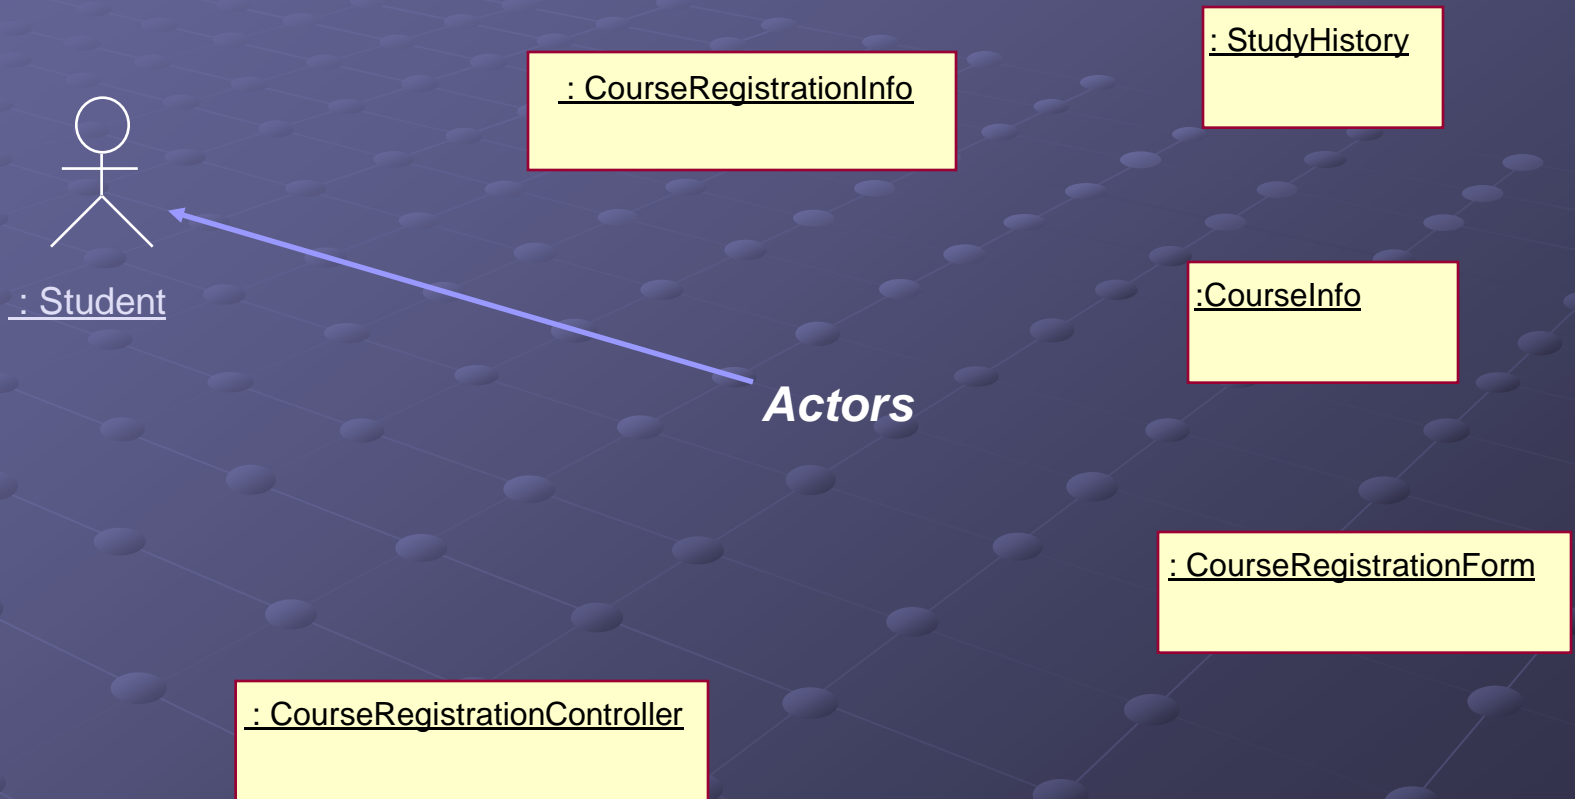 : StudyHistory
: CourseRegistrationInfo
: Student
:CourseInfo
Actors
: CourseRegistrationForm
: CourseRegistrationController